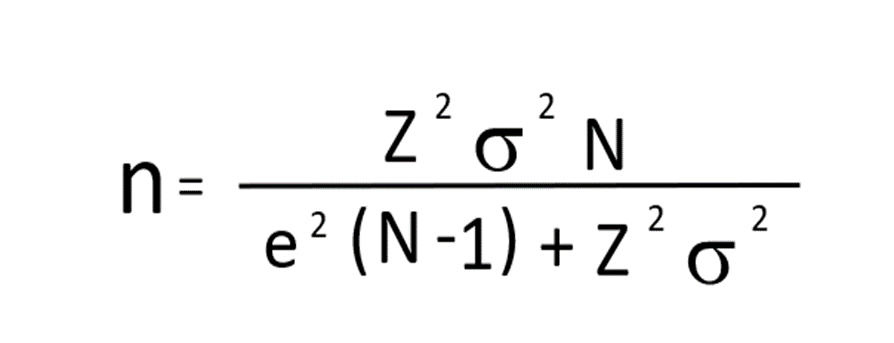 n = Z² σ² N / e² (N-1) + Z² σ²